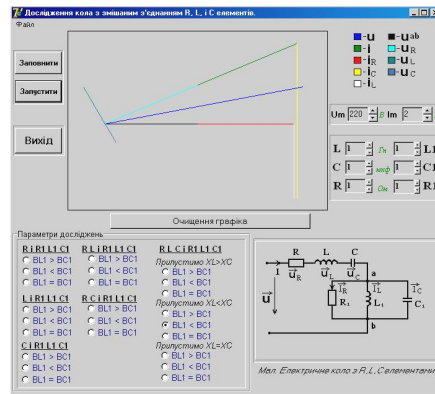 Дослідження кола з змішаним з'єднанням R, L, і C елементів.
Файл
Заповнити
Запустити
Вихід
-u -uab
-i -uR
-iR -uL
-iC -uC
-iL
Um 220 В Im 2
L 1 Гн 1 L1
C 1 мкф 1 C1
R 1 Ом 1 R1
Очищення графіка
Параметри досліджень
R і R1 L1 C1 R L і R1 L1 C1 R L C і R1 L1 C1
BL1 > BC1 BL1 > BC1 Припустимо XL>XC
BL1 < BC1 BL1 < BC1 BL1 > BC1
BL1 = BC1 BL1 = BC1 BL1 < BC1
BL1 = BC1
L і R1 L1 C1 R C і R1 L1 C1 Припустимо XL<XC
BL1 > BC1 BL1 > BC1 BL1 > BC1
BL1 < BC1 BL1 < BC1 BL1 < BC1
BL1 = BC1 BL1 = BC1 BL1 = BC1
C і R1 L1 C1 Припустимо XL=XC
BL1 > BC1 BL1 > BC1
BL1 < BC1 BL1 < BC1
BL1 = BC1 BL1 = BC1
R L C
I uR uL uC a
u IR IL IC
R1 L1 C1
b
Мал. Електричне коло з R,L,C елементами